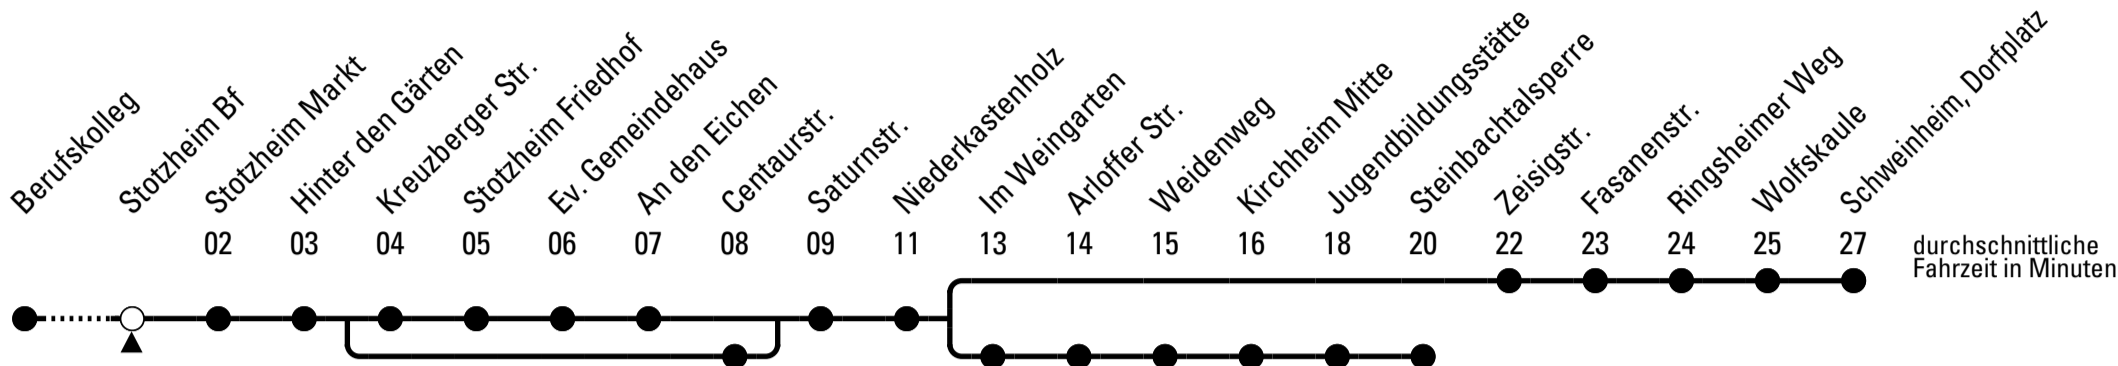 Berufskolleg
Stotzheim Bf
Stotzheim Markt
Hinter den Gärten
Kreuzberger Str.
Stotzheim Friedhof
Ev. Gemeindehaus
An den Eichen
Centaurstr.
Saturnstr.
Niederkastenholz
Im Weingarten
Arloffer Str.
Weidenweg
Kirchheim Mitte
Jugendbildungsstätte
Steinbachtalsperre
Zeisigstr.
Fasanenstr.
Ringsheimer Weg
Wolfskaule
Schweinheim, Dorfplatz
02 03 04 05 06 07 08 09 11 13 14 15 16 18 20 22 23 24 25 27
durchschnittliche
Fahrzeit in Minuten